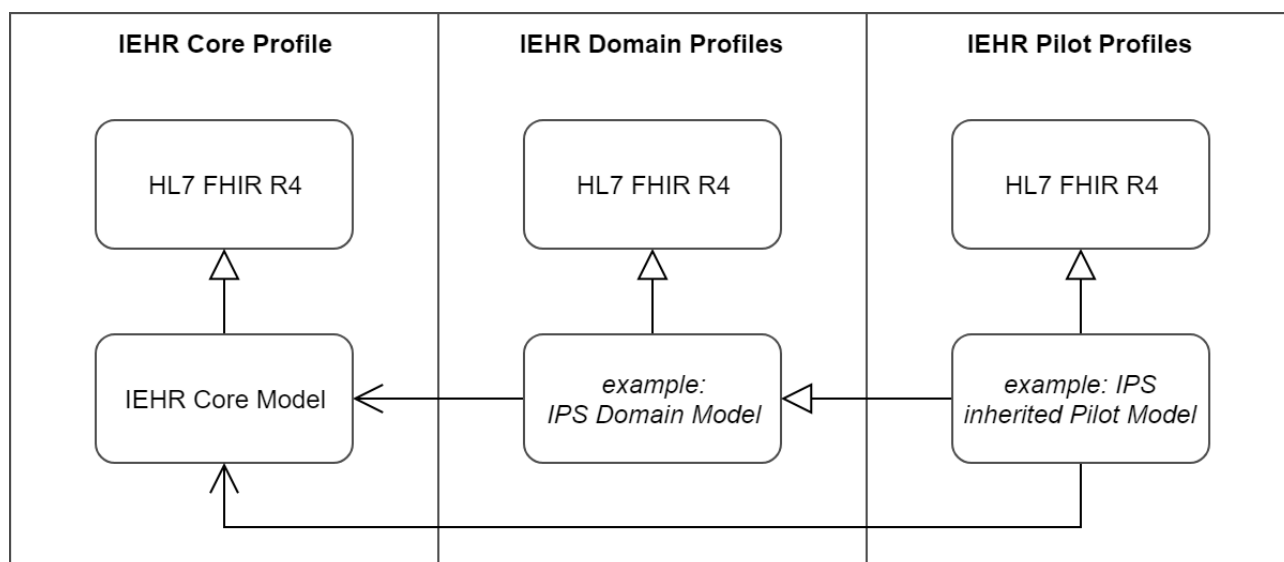 IEHR Core Profile
IEHR Domain Profiles
IEHR Pilot Profiles
HL7 FHIR R4
HL7 FHIR R4
HL7 FHIR R4
IEHR Core Model
example:
IPS Domain Model
example: IPS
inherited Pilot Model